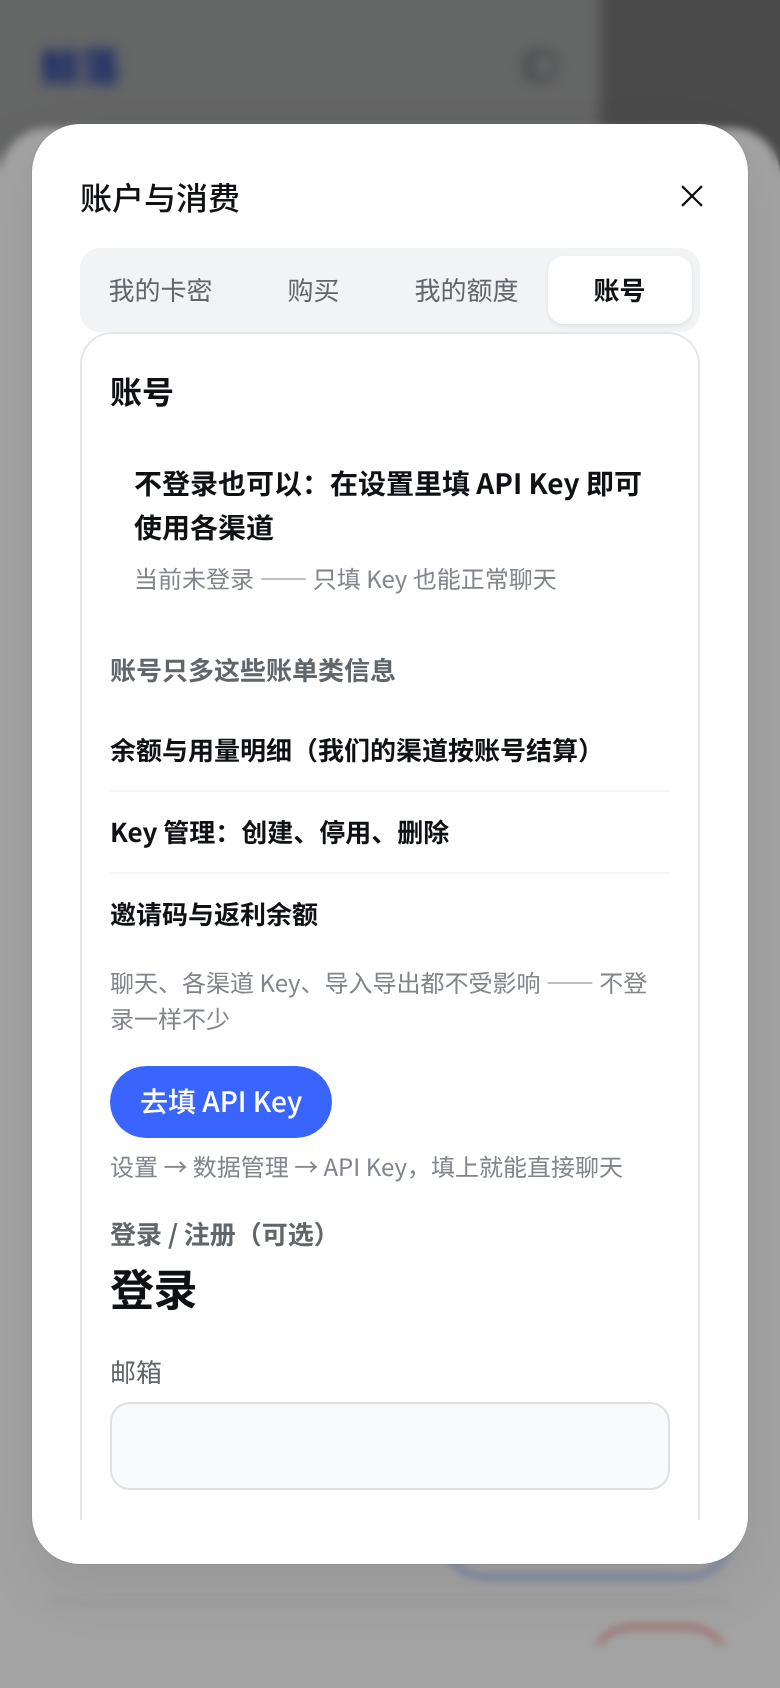 账户与消费
我的卡密 购买 我的额度 账号
账号
不登录也可以：在设置里填 API Key 即可
使用各渠道
当前未登录 —— 只填 Key 也能正常聊天
账号只多这些账单类信息
余额与用量明细（我们的渠道按账号结算）
Key 管理：创建、停用、删除
邀请码与返利余额
聊天、各渠道 Key、导入导出都不受影响 —— 不登
录一样不少
去填 API Key
设置 → 数据管理 → API Key，填上就能直接聊天
登录 / 注册（可选）
登录
邮箱